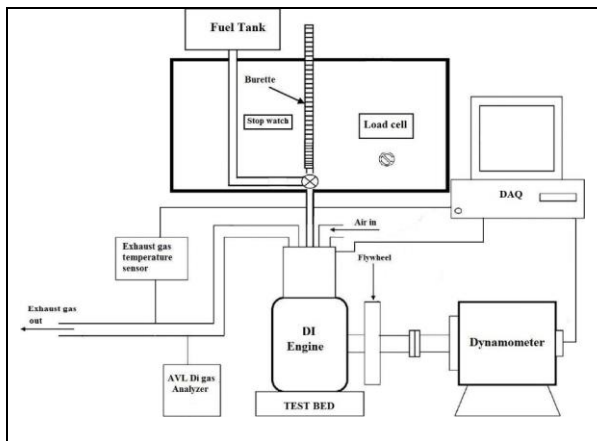 Fuel Tank
Burette
Stop watch
Load cell
DAQ
Air in
Exhaust gas
temperature
sensor
Flywheel
Exhaust gas
out
DI
Engine
Dynamometer
AVL Di gas
Analyzer
TEST BED